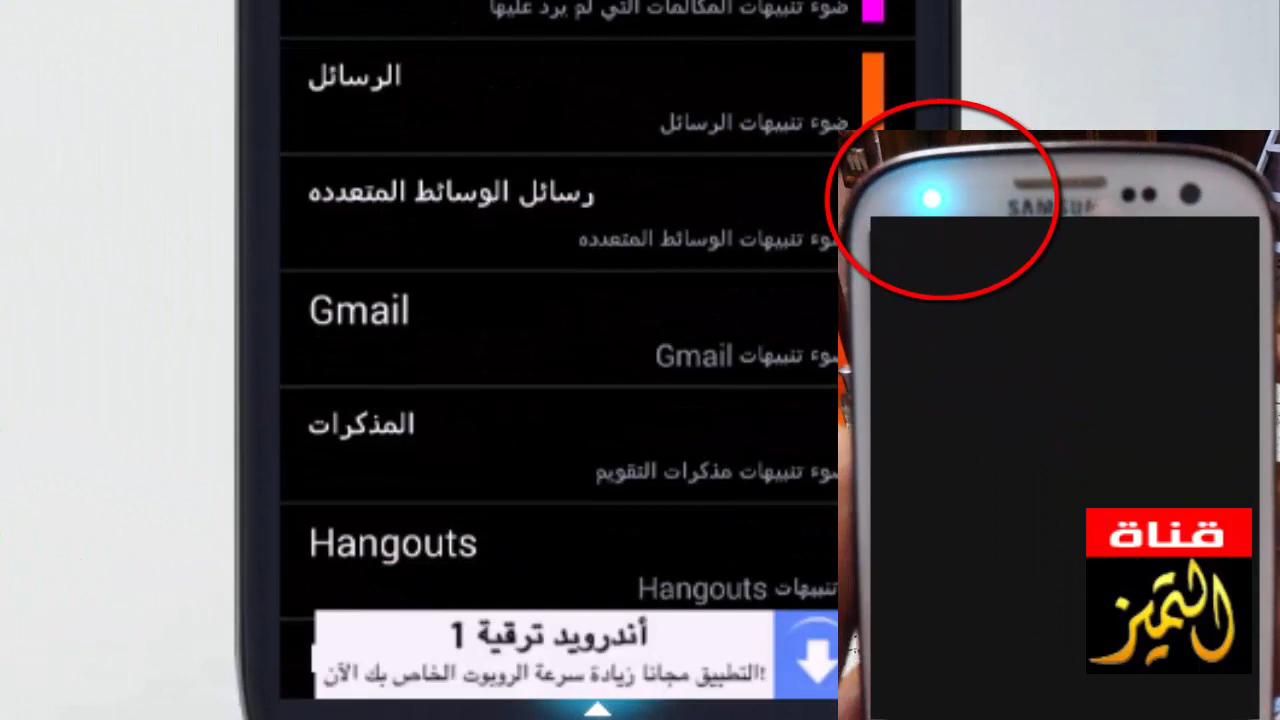 ضوء تنبيهات المكالمات التي لم يرد عليها
الرسائل
ضوء تنبيهات الرسائل
رسائل الوسائط المتعدده
ضوء تنبيهات الوسائط المتعدده
Gmail
ضوء تنبيهات Gmail
المذكرات
ضوء تنبيهات مذكرات التقويم
Hangouts
تنبيهات Hangouts
أندرويد ترقية 1
التطبيق مجانا زيادة سرعة الروبوت الخاص بك الآن!
SAMSUNG
قناة
التميز